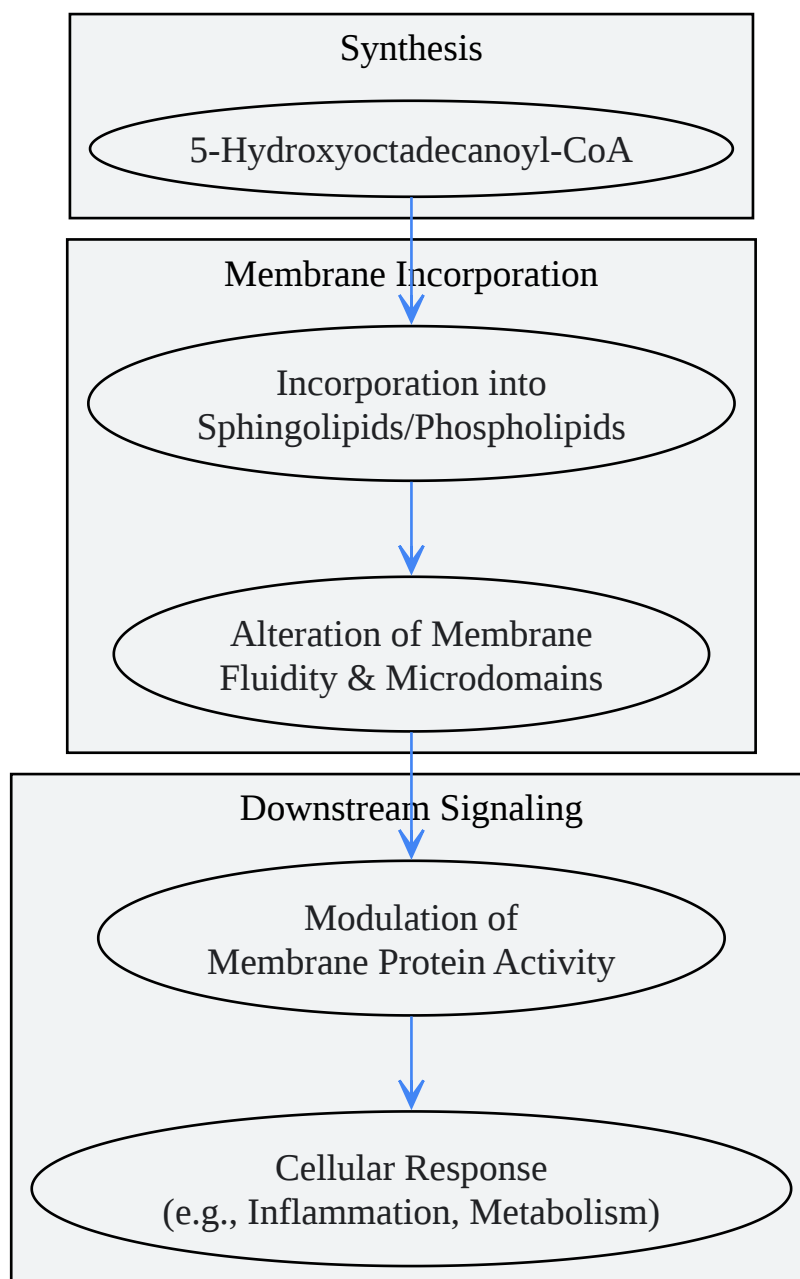 Synthesis
5-Hydroxyoctadecanoyl-CoA
Membrane Incorporation
Incorporation into
Sphingolipids/Phospholipids
Alteration of Membrane
Fluidity & Microdomains
Downstream Signaling
Modulation of
Membrane Protein Activity
Cellular Response
(e.g., Inflammation, Metabolism)